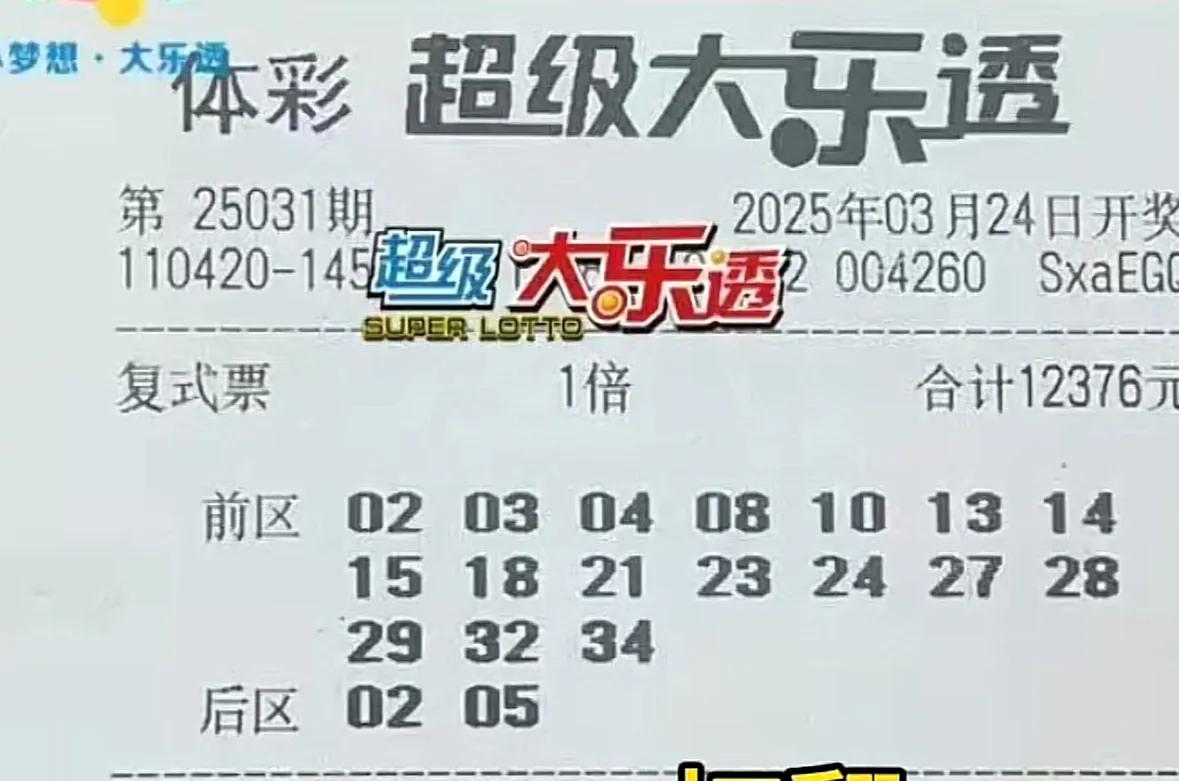 梦想·大乐透
体彩 超级大乐透
第 25031期 2025年03月24日开奖
110420-145 2 004260 SxaEGQ
超级大乐透
SUPER LOTTO
复式票 1倍 合计12376元
前区 02 03 04 08 10 13 14
15 18 21 23 24 27 28
29 32 34
后区 02 05